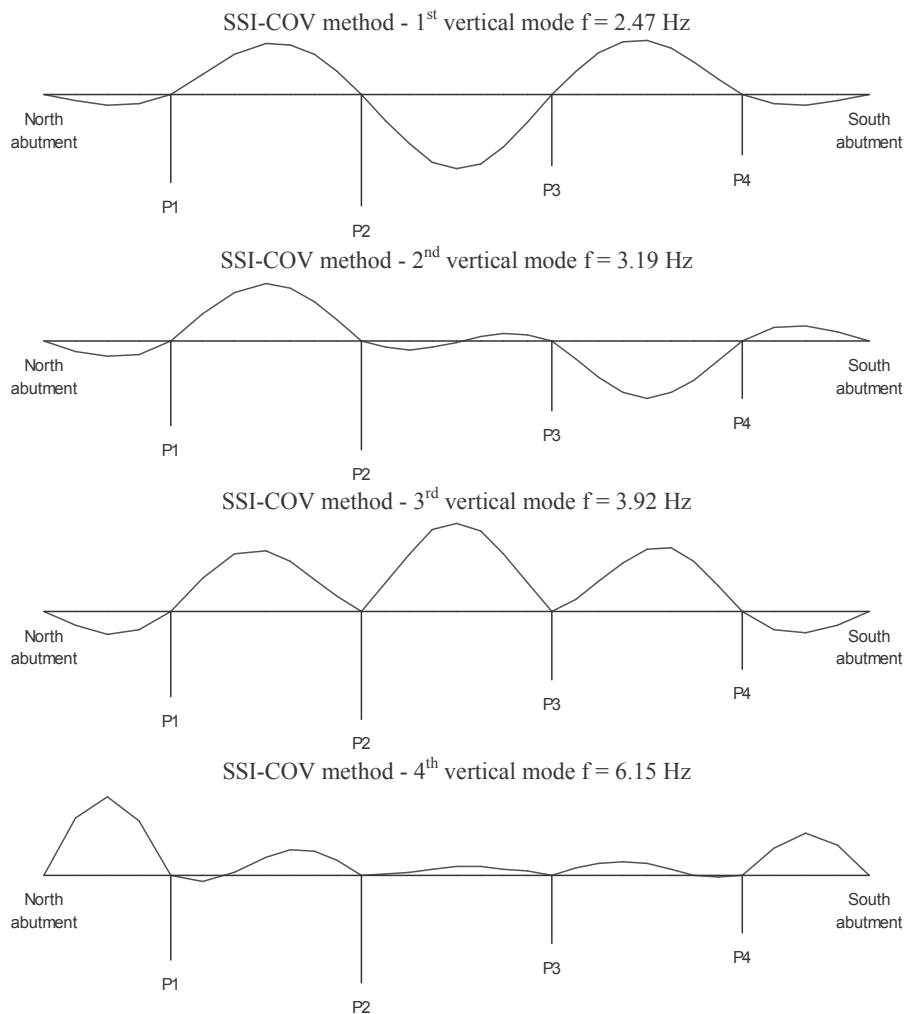 SSI-COV method - 1st vertical mode f = 2.47 Hz
North
abutment
South
abutment
P1
P2
P3
P4
SSI-COV method - 2nd vertical mode f = 3.19 Hz
North
abutment
South
abutment
P1
P2
P3
P4
SSI-COV method - 3rd vertical mode f = 3.92 Hz
North
abutment
South
abutment
P1
P2
P3
P4
SSI-COV method - 4th vertical mode f = 6.15 Hz
North
abutment
South
abutment
P1
P2
P3
P4